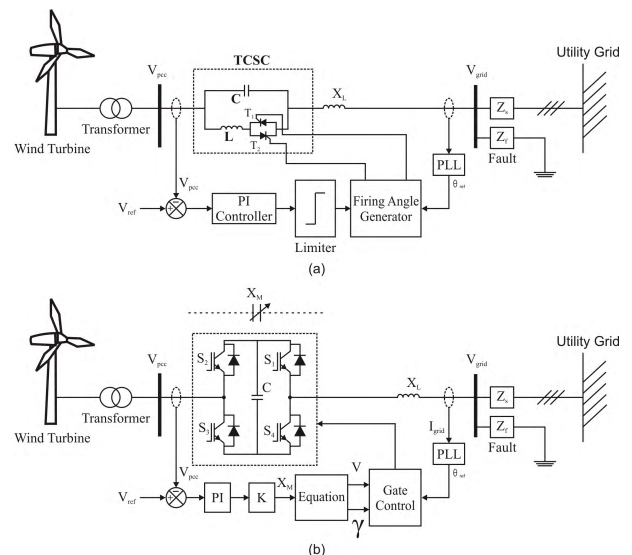 TCSC
Utility Grid
V_pcc
C
T_1
L
T_2
X_L
V_grid
Z_s
Z_f
Transformer
Wind Turbine
Fault
PLL
θ_ref
V_pcc
V_ref
+ −
PI
Controller
Limiter
Firing Angle
Generator
(a)
X_M
Utility Grid
V_pcc
S_2
S_1
C
S_3
S_4
X_L
V_grid
Z_s
Z_f
Transformer
Wind Turbine
I_grid
Fault
PLL
θ_ref
V_pcc
V_ref
+ −
PI
K
X_M
Equation
V
γ
Gate
Control
(b)